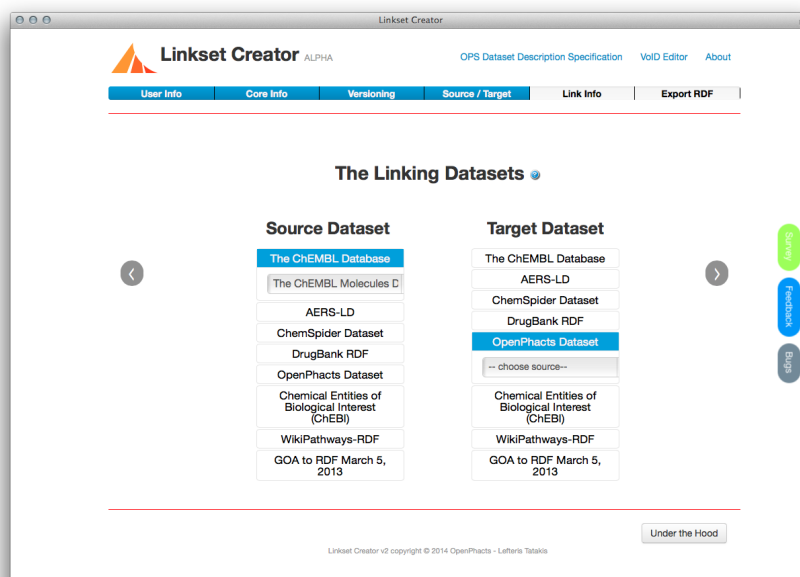 Linkset Creator
Linkset Creator ALPHA
OPS Dataset Description Specification VoID Editor About
User Info Core Info Versioning Source / Target Link Info Export RDF
The Linking Datasets
Source Dataset
The ChEMBL Database
The ChEMBL Molecules D
AERS-LD
ChemSpider Dataset
DrugBank RDF
OpenPhacts Dataset
Chemical Entities of
Biological Interest
(ChEBI)
WikiPathways-RDF
GOA to RDF March 5,
2013
Target Dataset
The ChEMBL Database
AERS-LD
ChemSpider Dataset
DrugBank RDF
OpenPhacts Dataset
-- choose source--
Chemical Entities of
Biological Interest
(ChEBI)
WikiPathways-RDF
GOA to RDF March 5,
2013
Survey
Feedback
Bugs
Under the Hood
Linkset Creator v2 copyright © 2014 OpenPhacts - Lefteris Tatakis